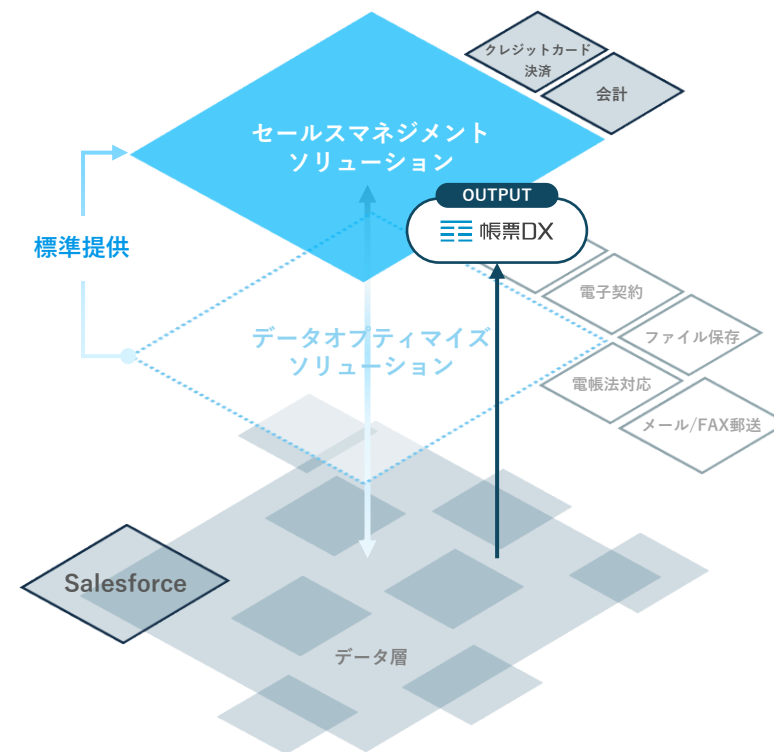 クレジットカード
決済
会計
セールスマネジメント
ソリューション
OUTPUT
帳票DX
標準提供
電子契約
ファイル保存
データオプティマイズ
ソリューション
電帳法対応
メール/FAX郵送
Salesforce
データ層